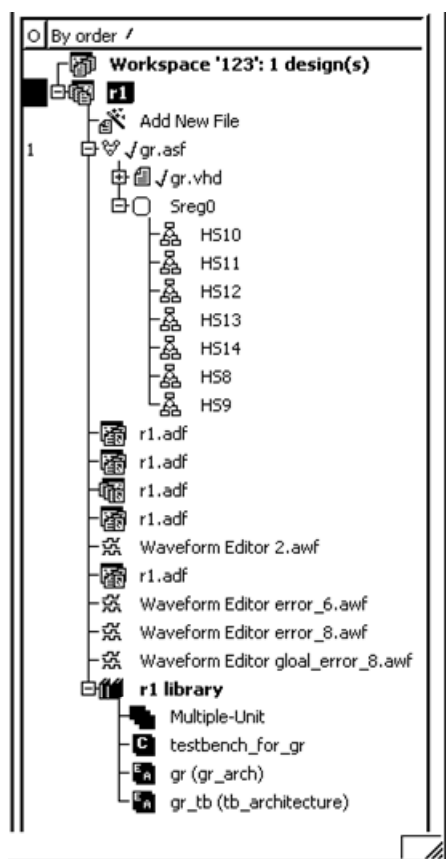 O By order /
Workspace '123': 1 design(s)
r1
Add New File
1 √gr.asf
√gr.vhd
Sreg0
HS10
HS11
HS12
HS13
HS14
HS8
HS9
r1.adf
r1.adf
r1.adf
r1.adf
Waveform Editor 2.awf
r1.adf
Waveform Editor error_6.awf
Waveform Editor error_8.awf
Waveform Editor gloal_error_8.awf
r1 library
Multiple-Unit
C testbench_for_gr
EA gr (gr_arch)
EA gr_tb (tb_architecture)